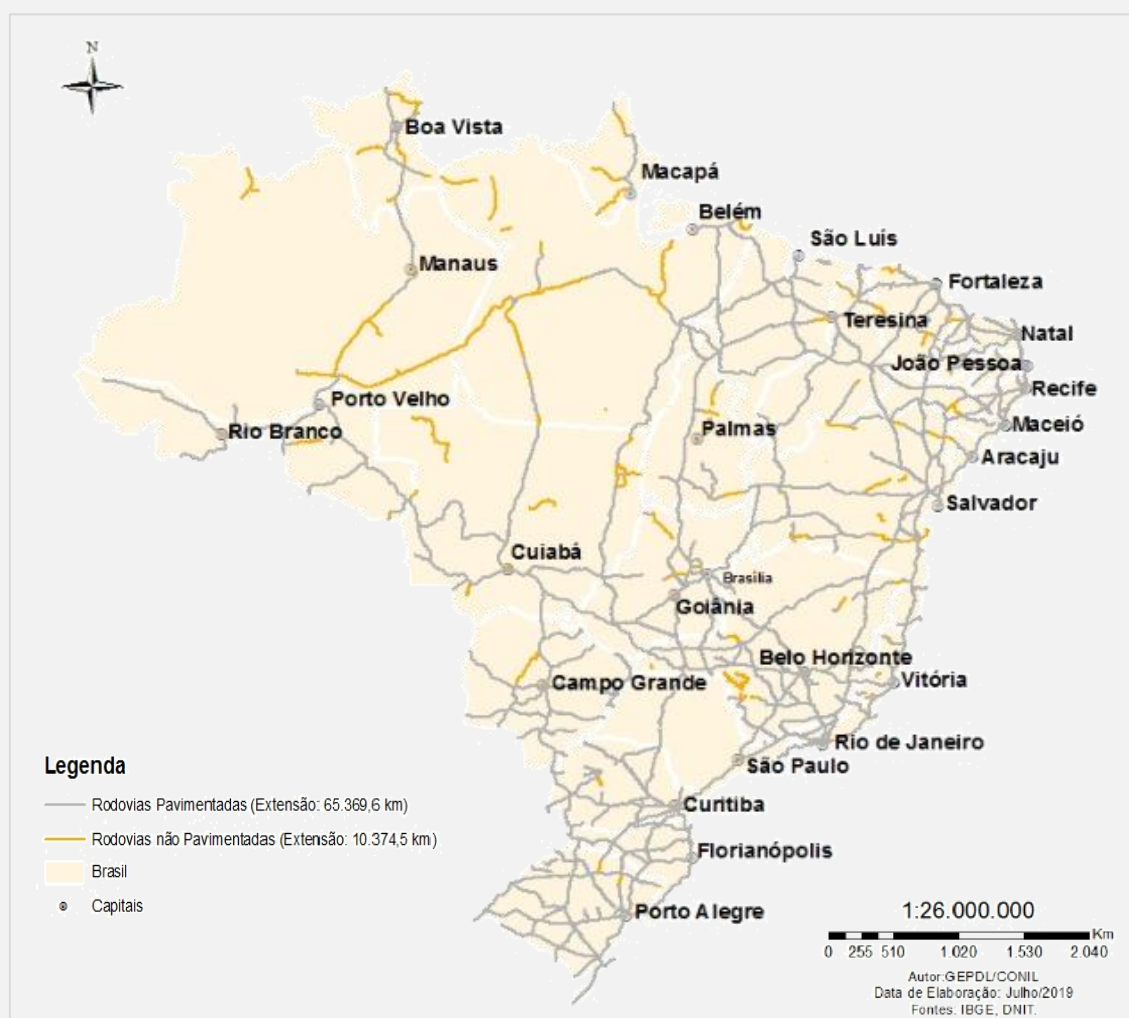 N
Boa Vista
Macapá
Belém
São Luís
Manaus
Fortaleza
Teresina
Natal
João Pessoa
Recife
Porto Velho
Maceió
Palmas
Rio Branco
Aracaju
Salvador
Cuiabá
Brasília
Goiânia
Belo Horizonte
Campo Grande
Vitória
Rio de Janeiro
São Paulo
Curitiba
Florianópolis
Porto Alegre
Legenda
Rodovias Pavimentadas (Extensão: 65.369,6 km)
Rodovias não Pavimentadas (Extensão: 10.374,5 km)
Brasil
Capitais
1:26.000.000
Km
0 255 510 1.020 1.530 2.040
Autor:GEPDL/CONIL
Data de Elaboração: Julho/2019
Fontes: IBGE, DNIT.